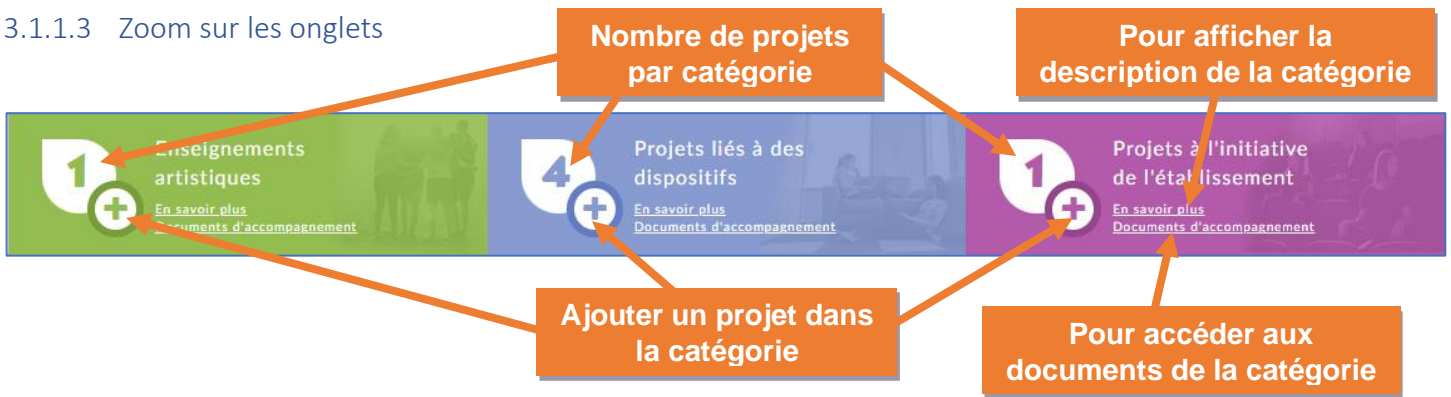 3.1.1.3 Zoom sur les onglets
Nombre de projets
par catégorie
Pour afficher la
description de la catégorie
1
Enseignements
artistiques
En savoir plus
Documents d'accompagnement
4
Projets liés à des
dispositifs
En savoir plus
Documents d'accompagnement
1
Projets à l'initiative
de l'établissement
En savoir plus
Documents d'accompagnement
Ajouter un projet dans
la catégorie
Pour accéder aux
documents de la catégorie